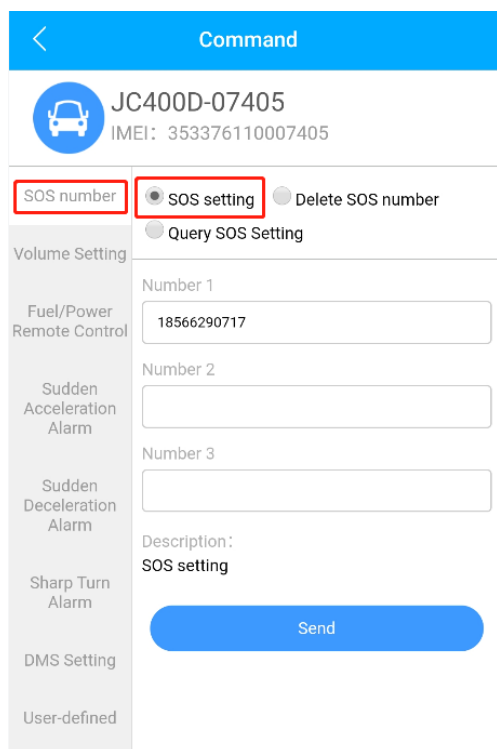 Command
JC400D-07405
IMEI: 353376110007405
SOS number
Volume Setting
Fuel/Power
Remote Control
Sudden
Acceleration
Alarm
Sudden
Deceleration
Alarm
Sharp Turn
Alarm
DMS Setting
User-defined
SOS setting Delete SOS number
Query SOS Setting
Number 1
18566290717
Number 2
Number 3
Description:
SOS setting
Send